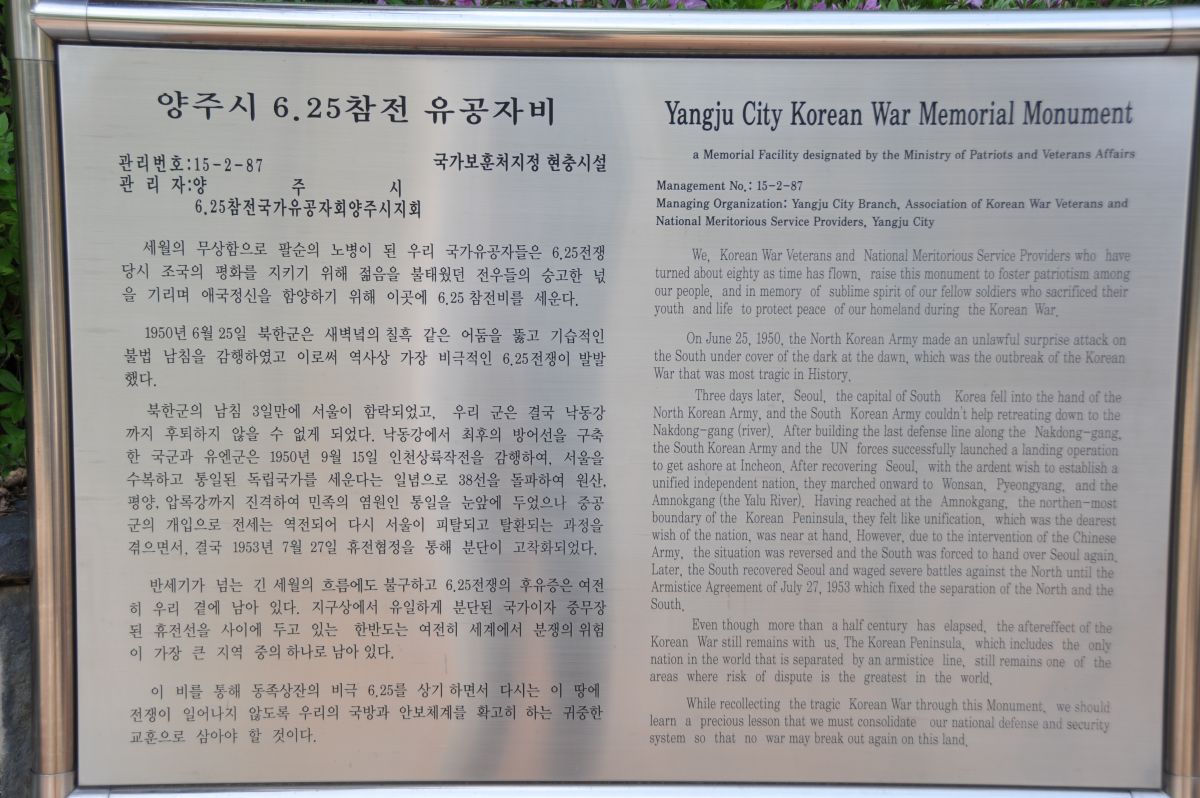 양주시 6.25참전 유공자비
관리번호:15-2-87 국가보훈처지정 현충시설
관 리 자:양 주 시
6.25참전국가유공자회양주시지회
세월의 무상함으로 팔순의 노병이 된 우리 국가유공자들은 6.25전쟁
당시 조국의 평화를 지키기 위해 젊음을 불태웠던 전우들의 숭고한 넋
을 기리며 애국정신을 함양하기 위해 이곳에 6.25 참전비를 세운다.
1950년 6월 25일 북한군은 새벽녘의 칠흑 같은 어둠을 뚫고 기습적인
불법 남침을 감행하였고 이로써 역사상 가장 비극적인 6.25전쟁이 발발
했다.
북한군의 남침 3일만에 서울이 함락되었고, 우리 군은 결국 낙동강
까지 후퇴하지 않을 수 없게 되었다. 낙동강에서 최후의 방어선을 구축
한 국군과 유엔군은 1950년 9월 15일 인천상륙작전을 감행하여, 서울을
수복하고 통일된 독립국가를 세운다는 일념으로 38선을 돌파하여 원산,
평양, 압록강까지 진격하여 민족의 염원인 통일을 눈앞에 두었으나 중공
군의 개입으로 전세는 역전되어 다시 서울이 피탈되고 탈환되는 과정을
겪으면서, 결국 1953년 7월 27일 휴전협정을 통해 분단이 고착화되었다.
반세기가 넘는 긴 세월의 흐름에도 불구하고 6.25전쟁의 후유증은 여전
히 우리 곁에 남아 있다. 지구상에서 유일하게 분단된 국가이자 중무장
된 휴전선을 사이에 두고 있는 한반도는 여전히 세계에서 분쟁의 위험
이 가장 큰 지역 중의 하나로 남아 있다.
이 비를 통해 동족상잔의 비극 6.25를 상기 하면서 다시는 이 땅에
전쟁이 일어나지 않도록 우리의 국방과 안보체계를 확고히 하는 귀중한
교훈으로 삼아야 할 것이다.
Yangju City Korean War Memorial Monument
a Memorial Facility designated by the Ministry of Patriots and Veterans Affairs
Management No.: 15-2-87
Managing Organization: Yangju City Branch, Association of Korean War Veterans and
National Meritorious Service Providers, Yangju City
We, Korean War Veterans and National Meritorious Service Providers who have
turned about eighty as time has flown, raise this monument to foster patriotism among
our people, and in memory of sublime spirit of our fellow soldiers who sacrificed their
youth and life to protect peace of our homeland during the Korean War.
On June 25, 1950, the North Korean Army made an unlawful surprise attack on
the South under cover of the dark at the dawn, which was the outbreak of the Korean
War that was most tragic in History.
Three days later, Seoul, the capital of South Korea fell into the hand of the
North Korean Army, and the South Korean Army couldn't help retreating down to the
Nakdong-gang (river). After building the last defense line along the Nakdong-gang,
the South Korean Army and the UN forces successfully launched a landing operation
to get ashore at Incheon. After recovering Seoul, with the ardent wish to establish a
unified independent nation, they marched onward to Wonsan, Pyeongyang, and the
Amnokgang (the Yalu River). Having reached at the Amnokgang, the northen-most
boundary of the Korean Peninsula, they felt like unification, which was the dearest
wish of the nation, was near at hand. However, due to the intervention of the Chinese
Army, the situation was reversed and the South was forced to hand over Seoul again.
Later, the South recovered Seoul and waged severe battles against the North until the
Armistice Agreement of July 27, 1953 which fixed the separation of the North and the
South.
Even though more than a half century has elapsed, the aftereffect of the
Korean War still remains with us. The Korean Peninsula, which includes the only
nation in the world that is separated by an armistice line, still remains one of the
areas where risk of dispute is the greatest in the world.
While recollecting the tragic Korean War through this Monument, we should
learn a precious lesson that we must consolidate our national defense and security
system so that no war may break out again on this land.